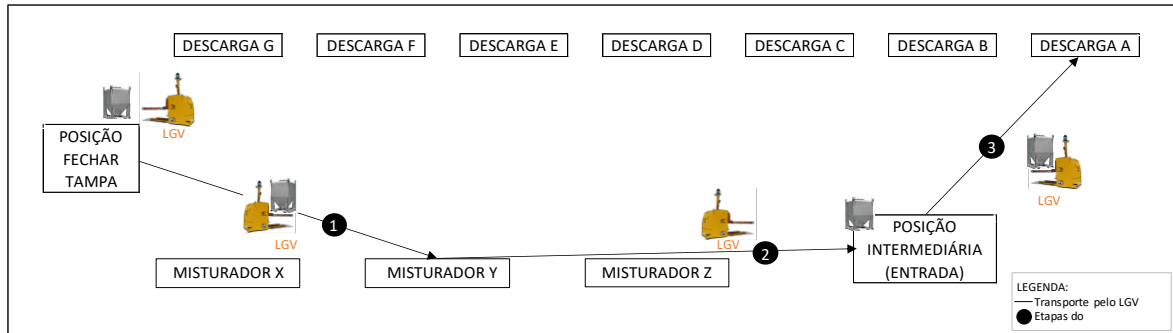 DESCARGA G
DESCARGA F
DESCARGA E
DESCARGA D
DESCARGA C
DESCARGA B
DESCARGA A
LGV
POSIÇÃO
FECHAR
TAMPA
3
LGV
1
LGV
LGV
2
POSIÇÃO
INTERMEDIÁRIA
(ENTRADA)
MISTURADOR X
MISTURADOR Y
MISTURADOR Z
LEGENDA:
Transporte pelo LGV
Etapas do